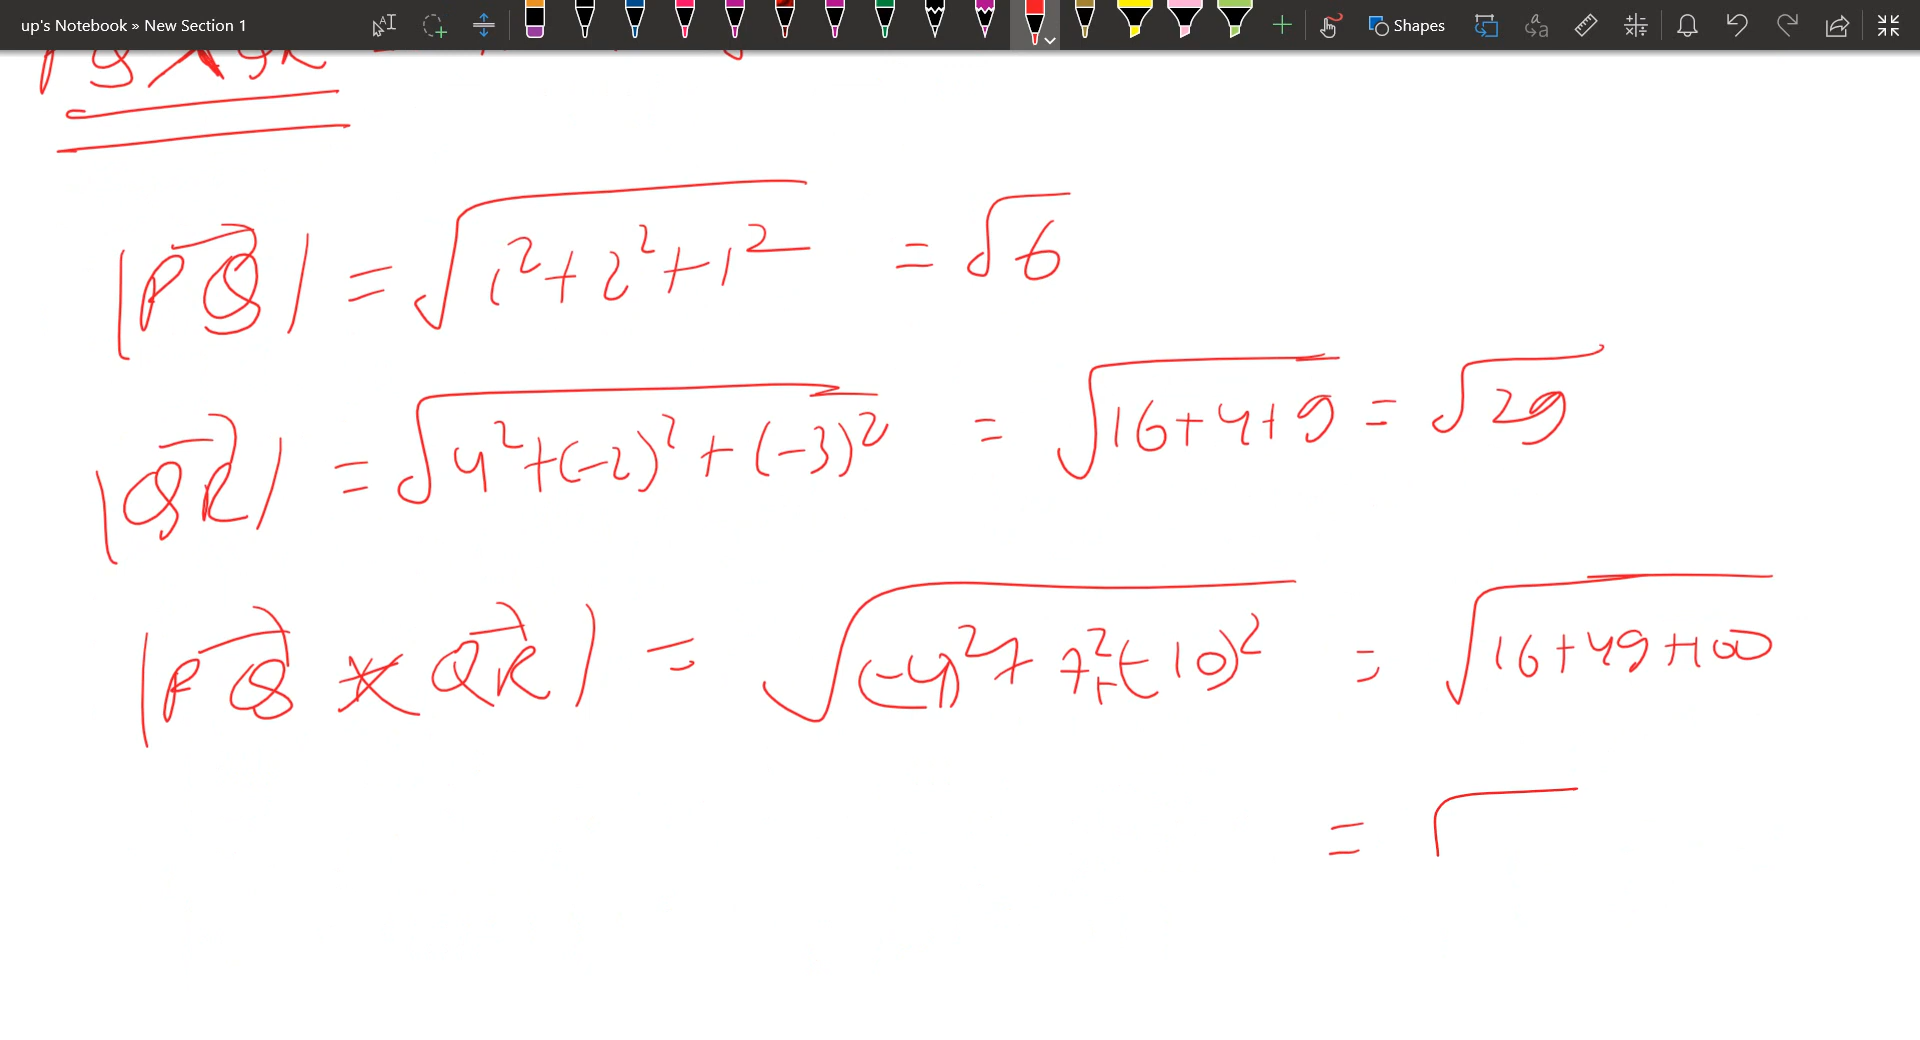 up's Notebook » New Section 1
Shapes
|PQ| = √1²+2²+1² = √6
|QR| = √4²+(-2)²+(-3)² = √16+4+9 = √29
|PQ × QR| = √(-4)²+7²+(-10)² = √16+49+100
= √